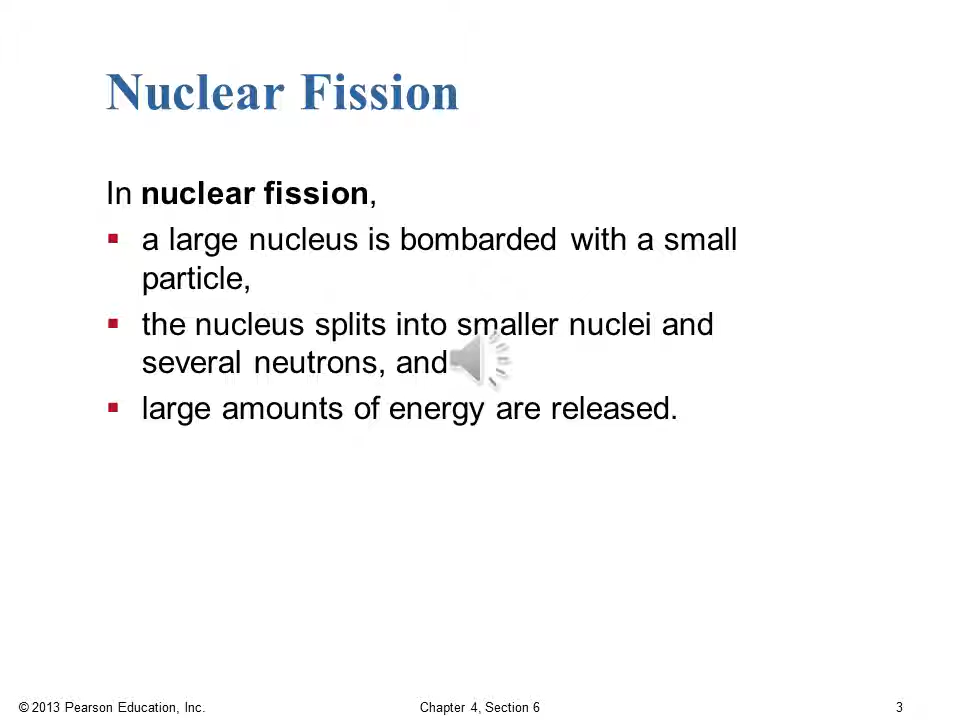 Nuclear Fission
In nuclear fission,
▪ a large nucleus is bombarded with a small
particle,
▪ the nucleus splits into smaller nuclei and
several neutrons, and
▪ large amounts of energy are released.
© 2013 Pearson Education, Inc.
Chapter 4, Section 6
3